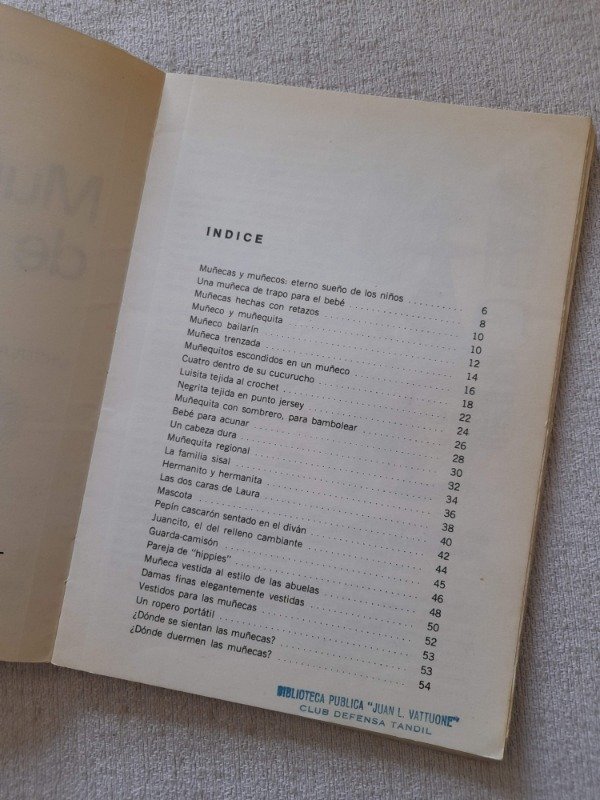 INDICE
Muñecas y muñecos: eterno sueño de los niños 6
Una muñeca de trapo para el bebé 8
Muñecas hechas con retazos 10
Muñeco y muñequita 10
Muñeco bailarín 12
Muñeca trenzada 14
Muñequitos escondidos en un muñeco 16
Cuatro dentro de su cucurucho 18
Luisita tejida al crochet 22
Negrita tejida en punto jersey 24
Muñequita con sombrero, para bambolear 26
Bebé para acunar 28
Un cabeza dura 30
Muñequita regional 32
La familia sisal 34
Hermanito y hermanita 36
Las dos caras de Laura 38
Mascota 40
Pepín cascarón sentado en el diván 42
Juancito, el del relleno cambiante 44
Guarda-camisón 45
Pareja de "hippies" 46
Muñeca vestida al estilo de las abuelas 48
Damas finas elegantemente vestidas 50
Vestidos para las muñecas 52
Un ropero portátil 53
¿Dónde se sientan las muñecas? 53
¿Dónde duermen las muñecas? 54
BIBLIOTECA PUBLICA "JUAN L. VATTUONE"
CLUB DEFENSA TANDIL